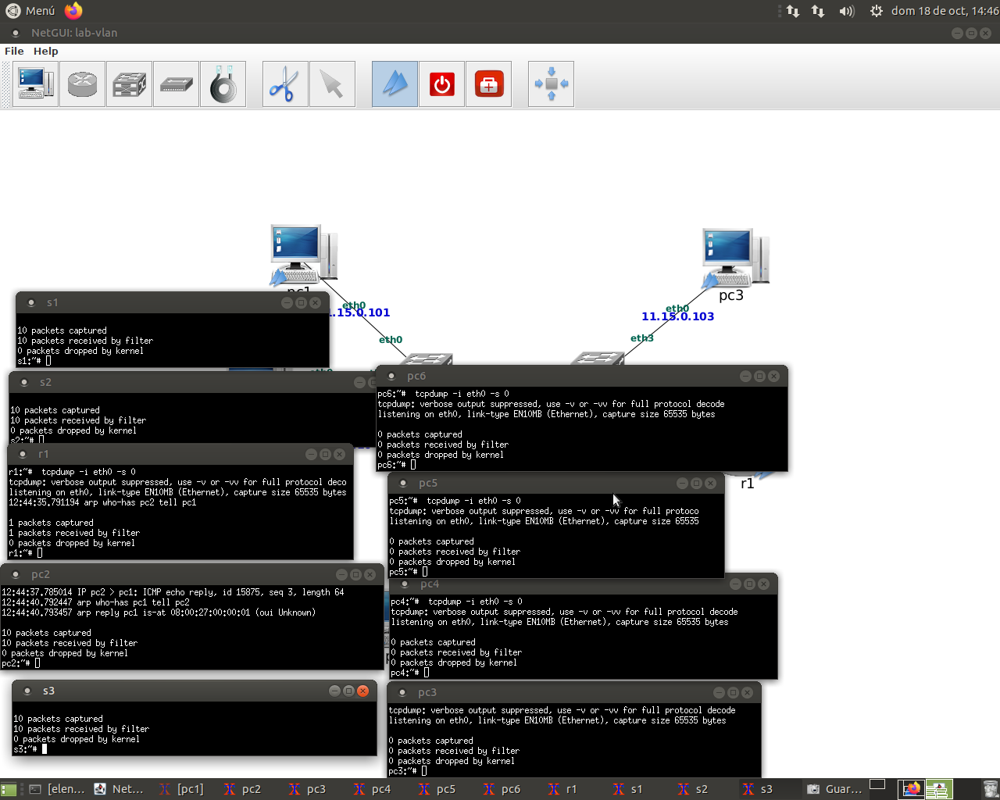 Menú
dom 18 de oct, 14:46
NetGUI: lab-vlan
File Help
pc1
eth0
1.15.0.101
eth0
pc3
eth0
11.15.0.103
eth3
r1
s1
10 packets captured
10 packets received by filter
0 packets dropped by kernel
s1:~#
s2
10 packets captured
10 packets received by filter
0 packets dropped by kernel
s2:~#
r1
r1:~#  tcpdump -i eth0 -s 0
tcpdump: verbose output suppressed, use -v or -vv for full protocol deco
listening on eth0, link-type EN10MB (Ethernet), capture size 65535 bytes
12:44:35.791194 arp who-has pc2 tell pc1
1 packets captured
1 packets received by filter
0 packets dropped by kernel
r1:~#
pc2
12:44:37.785014 IP pc2 > pc1: ICMP echo reply, id 15875, seq 3, length 64
12:44:40.792447 arp who-has pc1 tell pc2
12:44:40.793457 arp reply pc1 is-at 08:00:27:00:00:01 (oui Unknown)
10 packets captured
10 packets received by filter
0 packets dropped by kernel
pc2:~#
s3
10 packets captured
10 packets received by filter
0 packets dropped by kernel
s3:~#
pc6
pc6:~#  tcpdump -i eth0 -s 0
tcpdump: verbose output suppressed, use -v or -vv for full protocol decode
listening on eth0, link-type EN10MB (Ethernet), capture size 65535 bytes
0 packets captured
0 packets received by filter
0 packets dropped by kernel
pc6:~#
pc5
pc5:~#  tcpdump -i eth0 -s 0
tcpdump: verbose output suppressed, use -v or -vv for full protoco
listening on eth0, link-type EN10MB (Ethernet), capture size 65535
0 packets captured
0 packets received by filter
0 packets dropped by kernel
pc5:~#
pc4
pc4:~#  tcpdump -i eth0 -s 0
tcpdump: verbose output suppressed, use -v or -vv for full protocol decode
listening on eth0, link-type EN10MB (Ethernet), capture size 65535 bytes
0 packets captured
0 packets received by filter
0 packets dropped by kernel
pc4:~#
pc3
tcpdump: verbose output suppressed, use -v or -vv for full protocol decode
listening on eth0, link-type EN10MB (Ethernet), capture size 65535 bytes
0 packets captured
0 packets received by filter
0 packets dropped by kernel
pc3:~#
[elen... Net... [pc1] pc2 pc3 pc4 pc5 pc6 r1 s1 s2 s3 Guar...